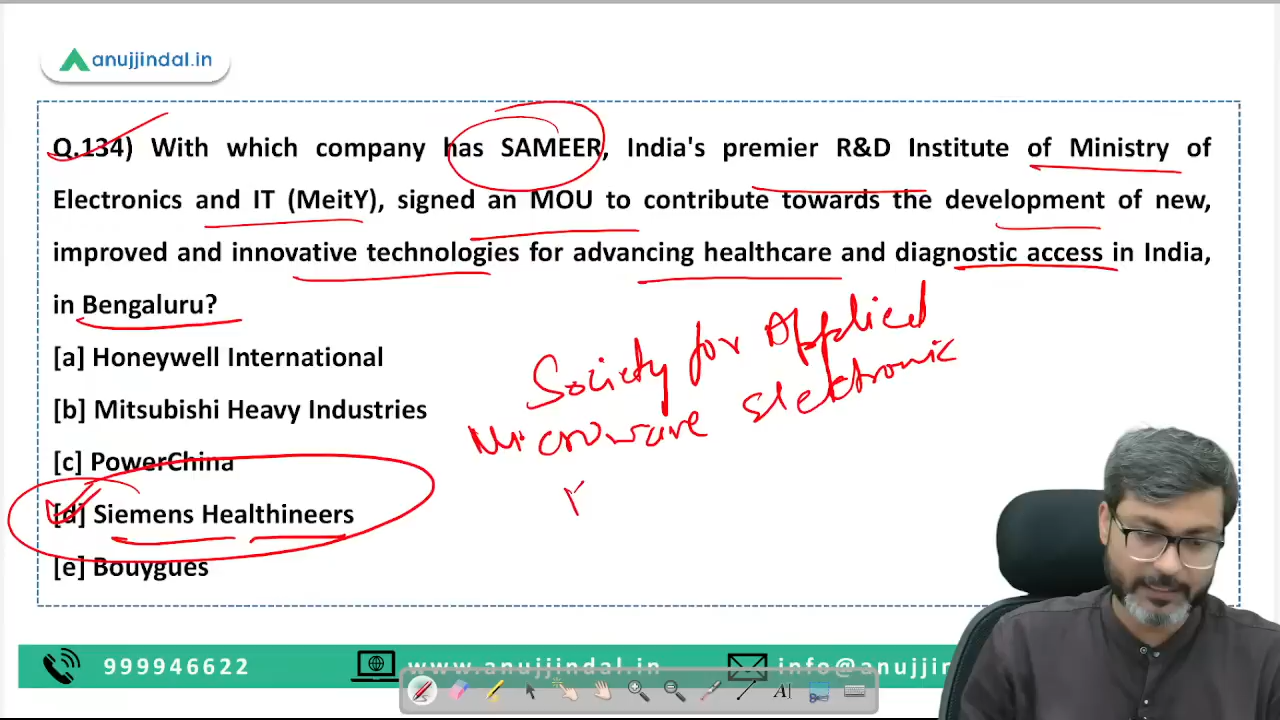 anujjindal.in
Q.134) With which company has SAMEER, India's premier R&D Institute of Ministry of
Electronics and IT (MeitY), signed an MOU to contribute towards the development of new,
improved and innovative technologies for advancing healthcare and diagnostic access in India,
in Bengaluru?
[a] Honeywell International
[b] Mitsubishi Heavy Industries
[c] PowerChina
[d] Siemens Healthineers
[e] Bouygues
Society for Applied
Microwave Elektronic
999946622
www.anujjindal.in
info@anujjin
A